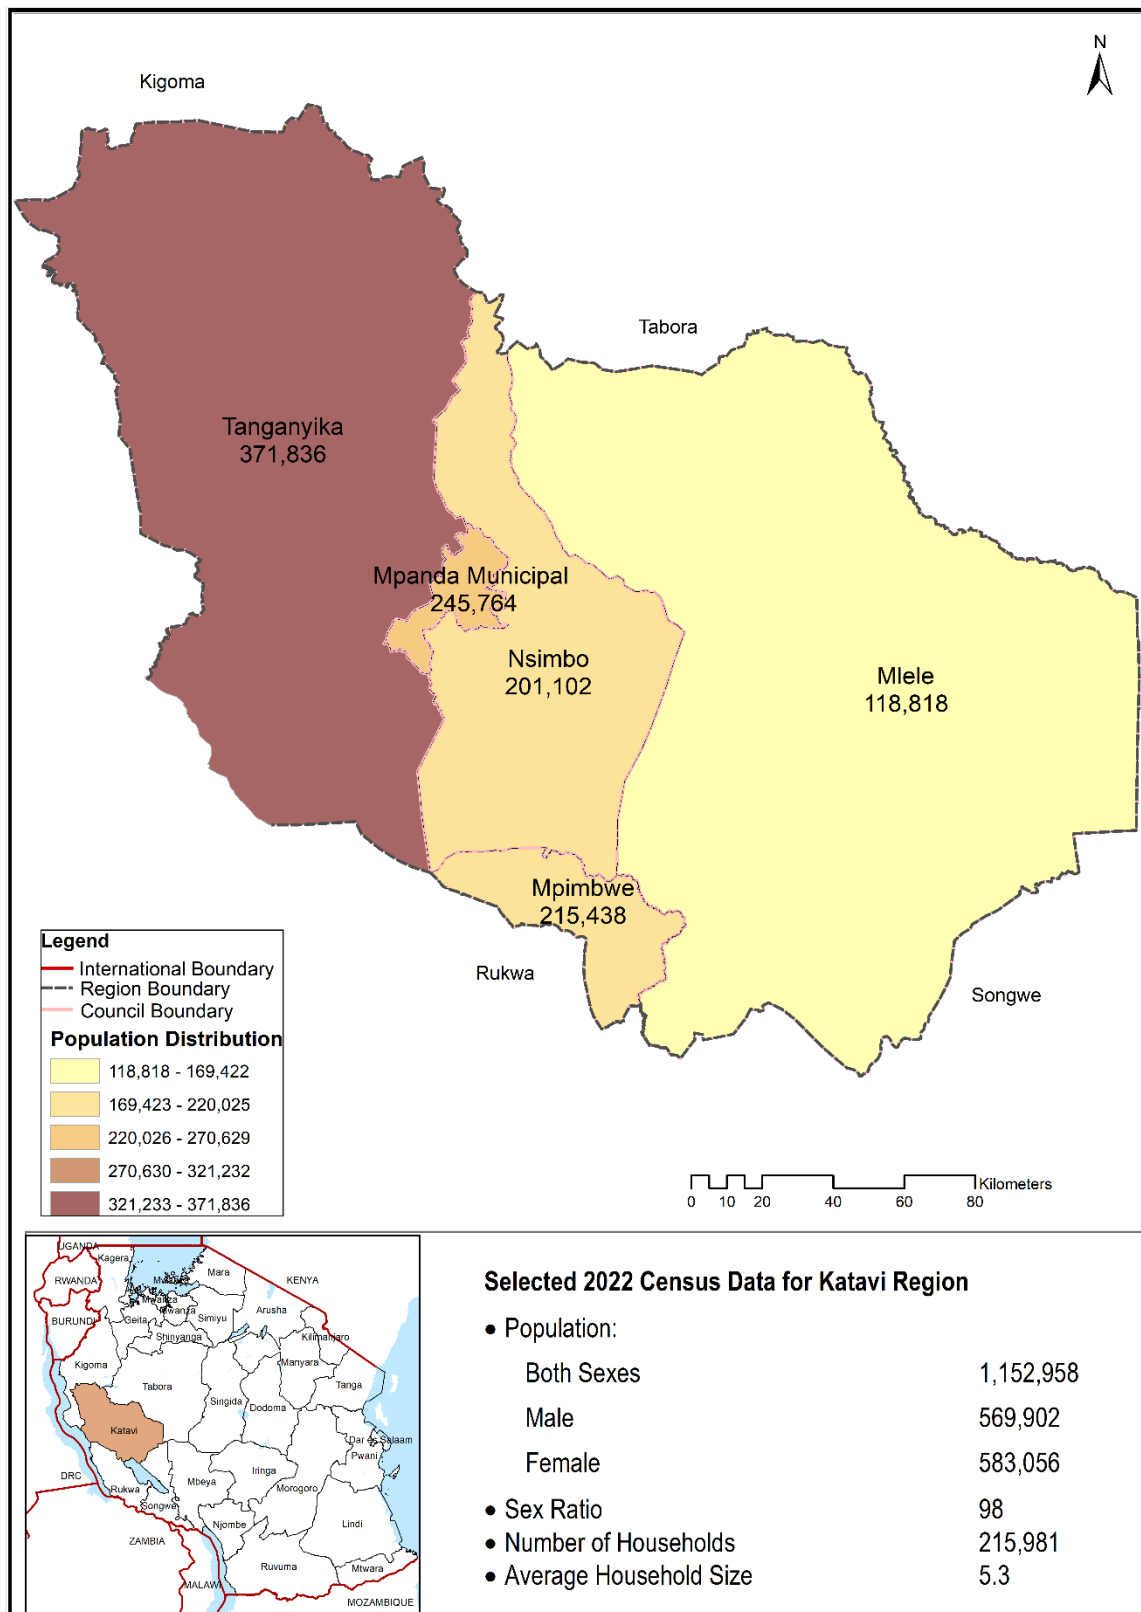 N
Kigoma
Tabora
Tanganyika
371,836
Mpanda Municipal
245,764
Nsimbo
201,102
Mlele
118,818
Mpimbwe
215,438
Rukwa
Songwe
Legend
International Boundary
Region Boundary
Council Boundary
Population Distribution
118,818 - 169,422
169,423 - 220,025
220,026 - 270,629
270,630 - 321,232
321,233 - 371,836
Kilometers
0 10 20 40 60 80
UGANDA
Kagera
RWANDA
Mara
KENYA
Mwanza
Mwanza
BURUNDI
Geita
Simiyu
Arusha
Shinyanga
Kilimanjaro
Kigoma
Manyara
Tabora
Tanga
Singida
Dodoma
Katavi
Dar es Salaam
Pwani
DRC
Iringa
Rukwa
Mbeya
Morogoro
Songwe
Njombe
Lindi
ZAMBIA
Ruvuma
Mtwara
MALAWI
MOZAMBIQUE
Selected 2022 Census Data for Katavi Region
• Population:
Both Sexes 1,152,958
Male 569,902
Female 583,056
• Sex Ratio 98
• Number of Households 215,981
• Average Household Size 5.3